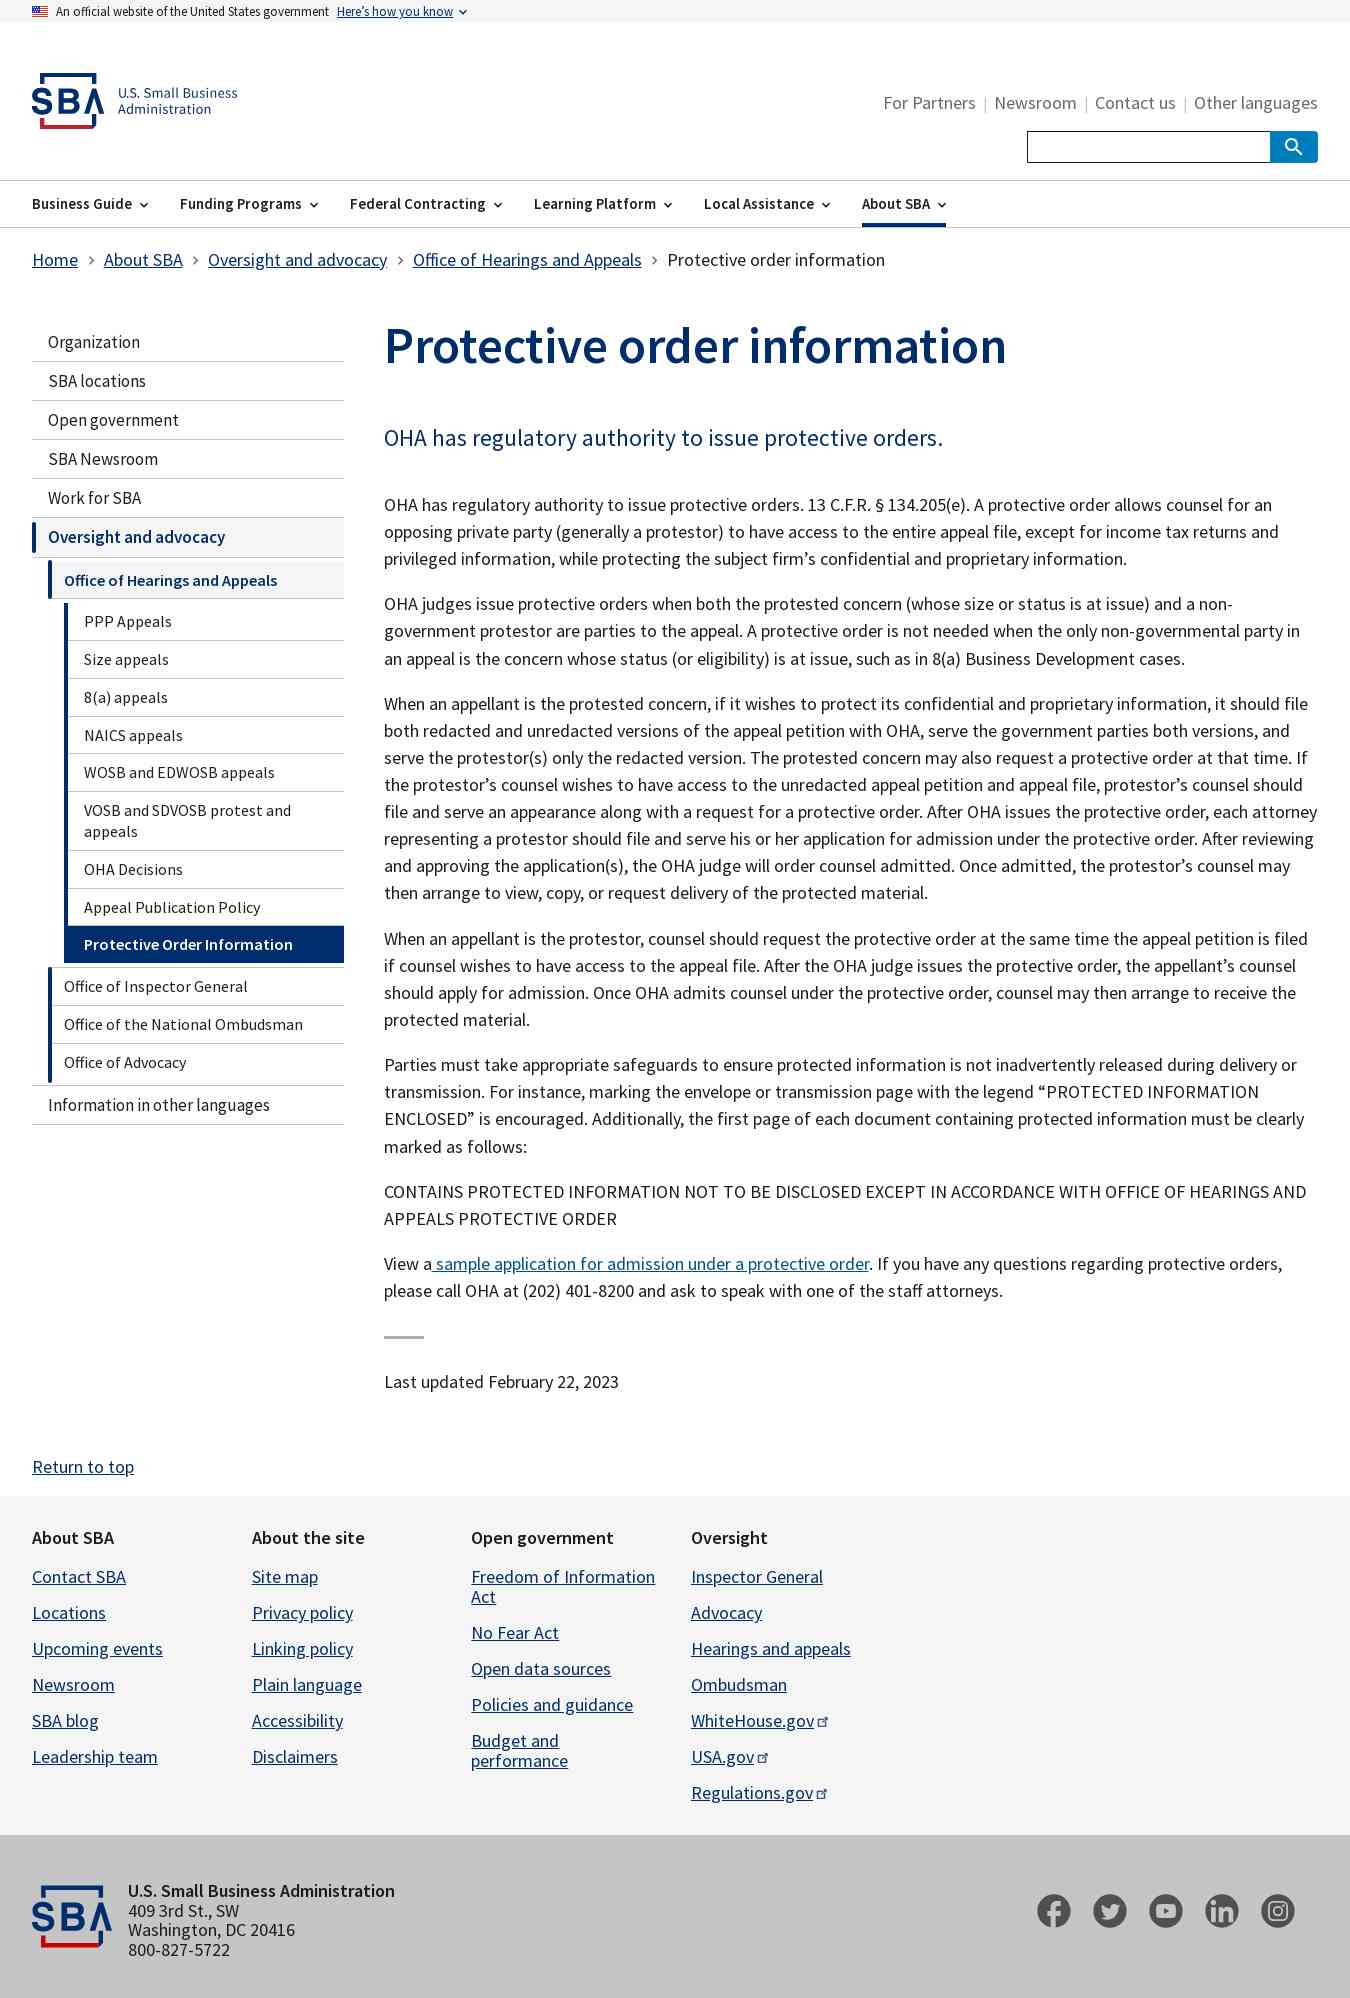 An official website of the United States government Here’s how you know
SBA U.S. Small Business
Administration
For Partners | Newsroom | Contact us | Other languages
Business Guide Funding Programs Federal Contracting Learning Platform Local Assistance About SBA
Home About SBA Oversight and advocacy Office of Hearings and Appeals Protective order information
Organization
SBA locations
Open government
SBA Newsroom
Work for SBA
Oversight and advocacy
Office of Hearings and Appeals
PPP Appeals
Size appeals
8(a) appeals
NAICS appeals
WOSB and EDWOSB appeals
VOSB and SDVOSB protest and
appeals
OHA Decisions
Appeal Publication Policy
Protective Order Information
Office of Inspector General
Office of the National Ombudsman
Office of Advocacy
Information in other languages
Protective order information
OHA has regulatory authority to issue protective orders.
OHA has regulatory authority to issue protective orders. 13 C.F.R. § 134.205(e). A protective order allows counsel for an
opposing private party (generally a protestor) to have access to the entire appeal file, except for income tax returns and
privileged information, while protecting the subject firm’s confidential and proprietary information.
OHA judges issue protective orders when both the protested concern (whose size or status is at issue) and a non-
government protestor are parties to the appeal. A protective order is not needed when the only non-governmental party in
an appeal is the concern whose status (or eligibility) is at issue, such as in 8(a) Business Development cases.
When an appellant is the protested concern, if it wishes to protect its confidential and proprietary information, it should file
both redacted and unredacted versions of the appeal petition with OHA, serve the government parties both versions, and
serve the protestor(s) only the redacted version. The protested concern may also request a protective order at that time. If
the protestor’s counsel wishes to have access to the unredacted appeal petition and appeal file, protestor’s counsel should
file and serve an appearance along with a request for a protective order. After OHA issues the protective order, each attorney
representing a protestor should file and serve his or her application for admission under the protective order. After reviewing
and approving the application(s), the OHA judge will order counsel admitted. Once admitted, the protestor’s counsel may
then arrange to view, copy, or request delivery of the protected material.
When an appellant is the protestor, counsel should request the protective order at the same time the appeal petition is filed
if counsel wishes to have access to the appeal file. After the OHA judge issues the protective order, the appellant’s counsel
should apply for admission. Once OHA admits counsel under the protective order, counsel may then arrange to receive the
protected material.
Parties must take appropriate safeguards to ensure protected information is not inadvertently released during delivery or
transmission. For instance, marking the envelope or transmission page with the legend “PROTECTED INFORMATION
ENCLOSED” is encouraged. Additionally, the first page of each document containing protected information must be clearly
marked as follows:
CONTAINS PROTECTED INFORMATION NOT TO BE DISCLOSED EXCEPT IN ACCORDANCE WITH OFFICE OF HEARINGS AND
APPEALS PROTECTIVE ORDER
View a sample application for admission under a protective order. If you have any questions regarding protective orders,
please call OHA at (202) 401-8200 and ask to speak with one of the staff attorneys.
Last updated February 22, 2023
Return to top
About SBA
Contact SBA
Locations
Upcoming events
Newsroom
SBA blog
Leadership team
About the site
Site map
Privacy policy
Linking policy
Plain language
Accessibility
Disclaimers
Open government
Freedom of Information
Act
No Fear Act
Open data sources
Policies and guidance
Budget and
performance
Oversight
Inspector General
Advocacy
Hearings and appeals
Ombudsman
WhiteHouse.gov
USA.gov
Regulations.gov
SBA
U.S. Small Business Administration
409 3rd St., SW
Washington, DC 20416
800-827-5722